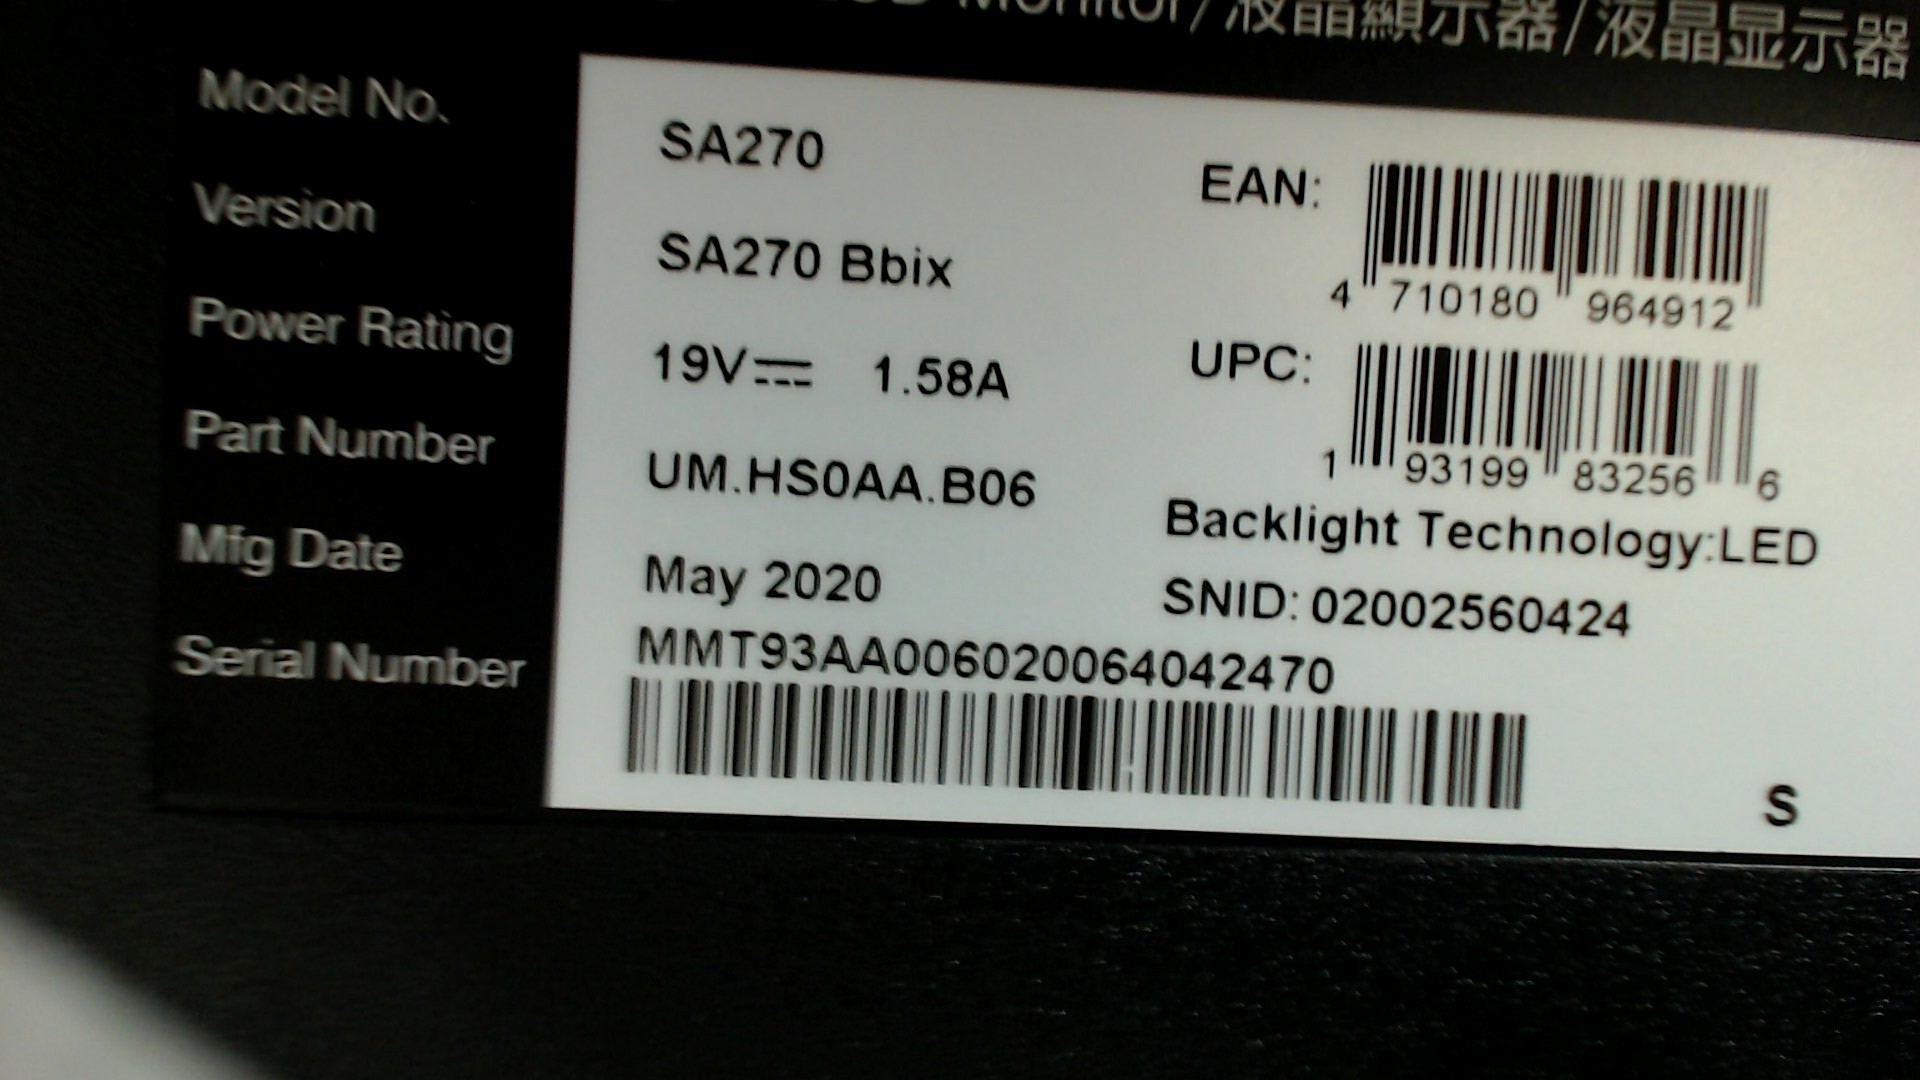 Monitor/液晶顯示器/液晶显示器
Model No. SA270
Version SA270 Bbix
Power Rating 19V⎓ 1.58A
Part Number UM.HS0AA.B06
Mfg Date May 2020
Serial Number MMT93AA006020064042470
EAN:
4 710180 964912
UPC:
1 93199 83256 6
Backlight Technology:LED
SNID: 02002560424
S